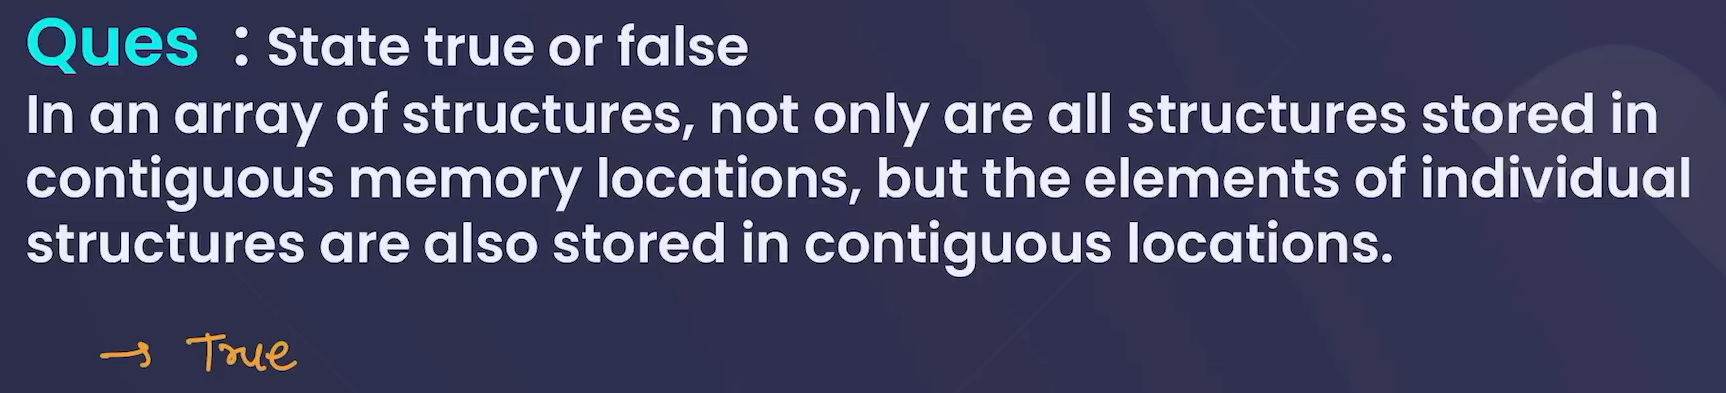 Ques : State true or false
In an array of structures, not only are all structures stored in
contiguous memory locations, but the elements of individual
structures are also stored in contiguous locations.
→ True